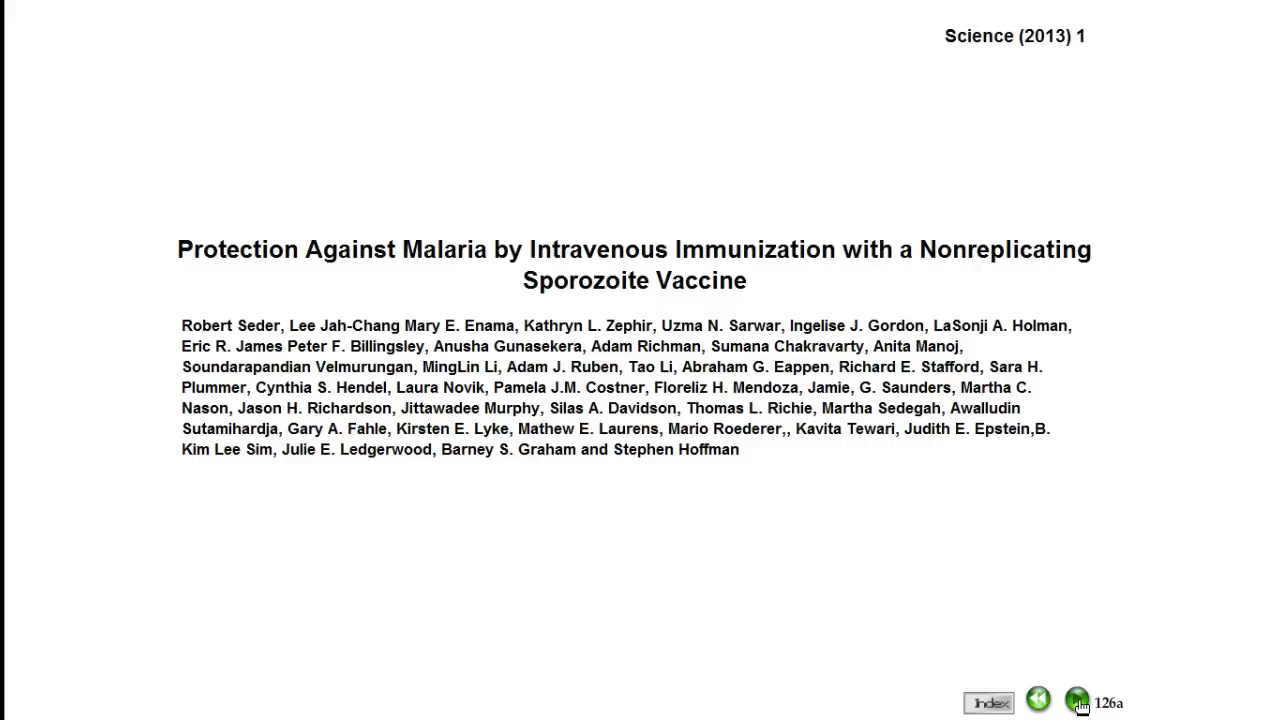 Science (2013) 1
Protection Against Malaria by Intravenous Immunization with a Nonreplicating
Sporozoite Vaccine
Robert Seder, Lee Jah-Chang Mary E. Enama, Kathryn L. Zephir, Uzma N. Sarwar, Ingelise J. Gordon, LaSonji A. Holman,
Eric R. James Peter F. Billingsley, Anusha Gunasekera, Adam Richman, Sumana Chakravarty, Anita Manoj,
Soundarapandian Velmurungan, MingLin Li, Adam J. Ruben, Tao Li, Abraham G. Eappen, Richard E. Stafford, Sara H.
Plummer, Cynthia S. Hendel, Laura Novik, Pamela J.M. Costner, Floreliz H. Mendoza, Jamie, G. Saunders, Martha C.
Nason, Jason H. Richardson, Jittawadee Murphy, Silas A. Davidson, Thomas L. Richie, Martha Sedegah, Awalludin
Sutamihardja, Gary A. Fahle, Kirsten E. Lyke, Mathew E. Laurens, Mario Roederer,, Kavita Tewari, Judith E. Epstein,B.
Kim Lee Sim, Julie E. Ledgerwood, Barney S. Graham and Stephen Hoffman
Index 126a